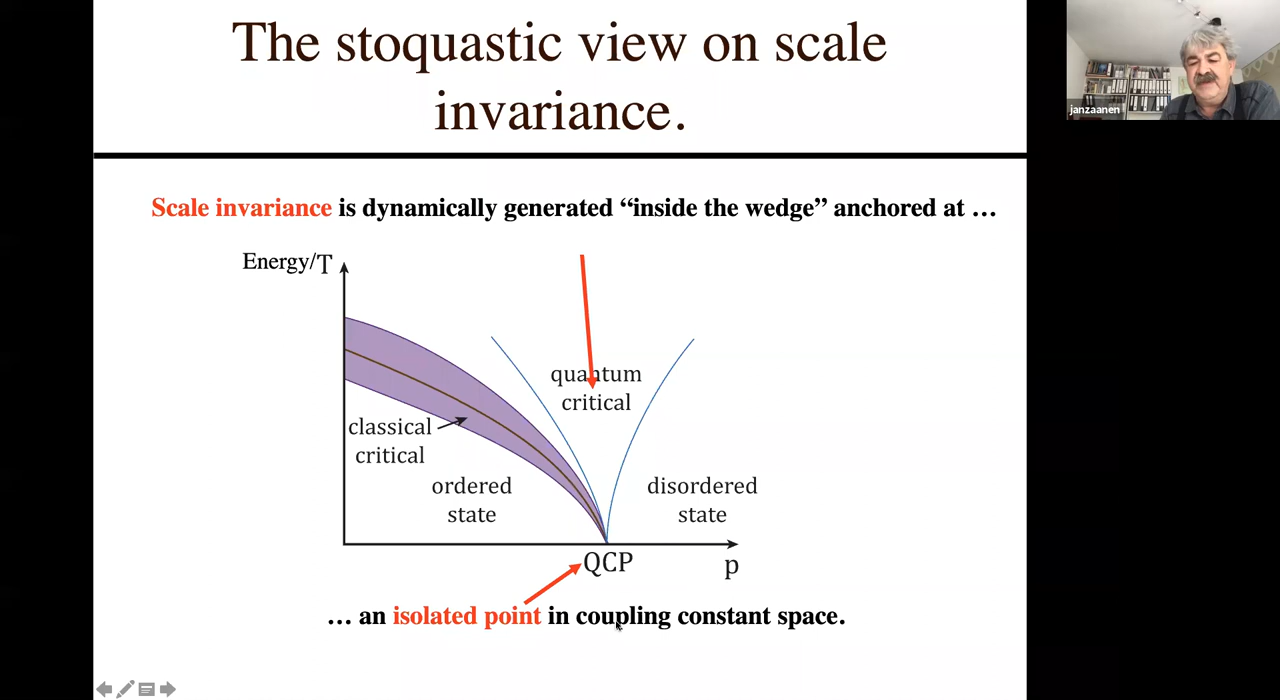 The stoquastic view on scale
invariance.
janzaanen
Scale invariance is dynamically generated “inside the wedge” anchored at …
Energy/T
quantum
critical
classical
critical
ordered
state
disordered
state
QCP
p
… an isolated point in coupling constant space.